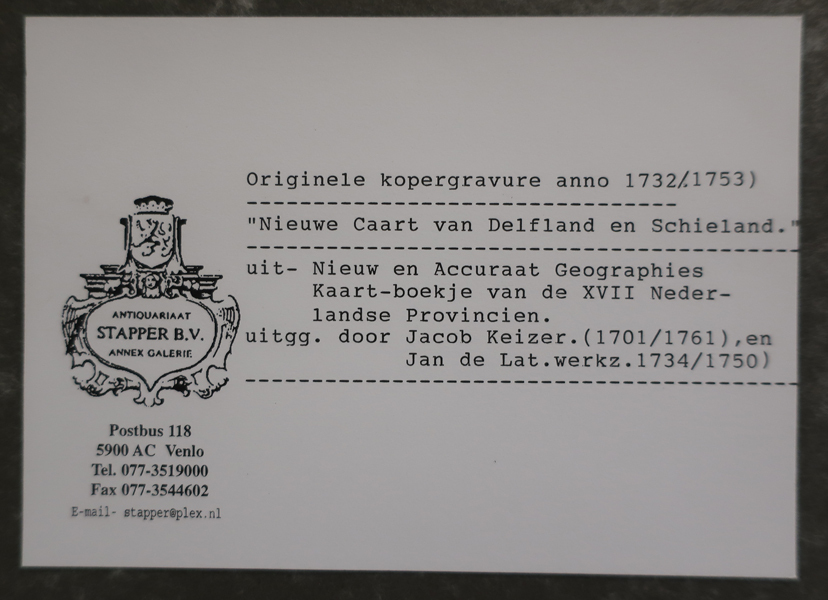 Originele kopergravure anno 1732/1753)
"Nieuwe Caart van Delfland en Schieland."
uit- Nieuw en Accuraat Geographies
Kaart-boekje van de XVII Neder-
landse Provincien.
uitgg. door Jacob Keizer.(1701/1761),en
Jan de Lat.werkz.1734/1750)
ANTIQUARIAAT
STAPPER B.V.
ANNEX GALERIE
Postbus 118
5900 AC Venlo
Tel. 077-3519000
Fax 077-3544602
E-mail- stapper@plex.nl